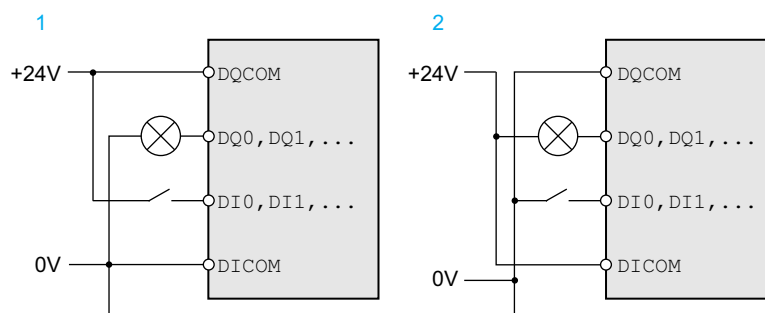 1
+24V
DQCOM
DQ0,DQ1,...
DI0,DI1,...
0V
DICOM
2
+24V
DQCOM
DQ0,DQ1,...
DI0,DI1,...
DICOM
0V